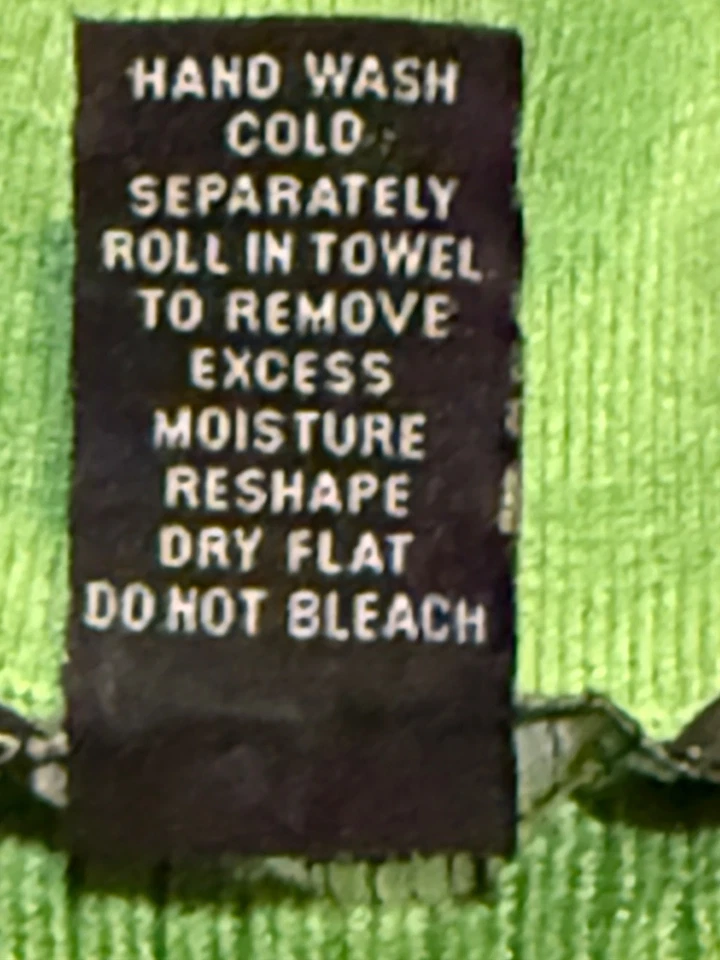 HAND WASH
COLD
SEPARATELY
ROLL IN TOWEL
TO REMOVE
EXCESS
MOISTURE
RESHAPE
DRY FLAT
DO NOT BLEACH